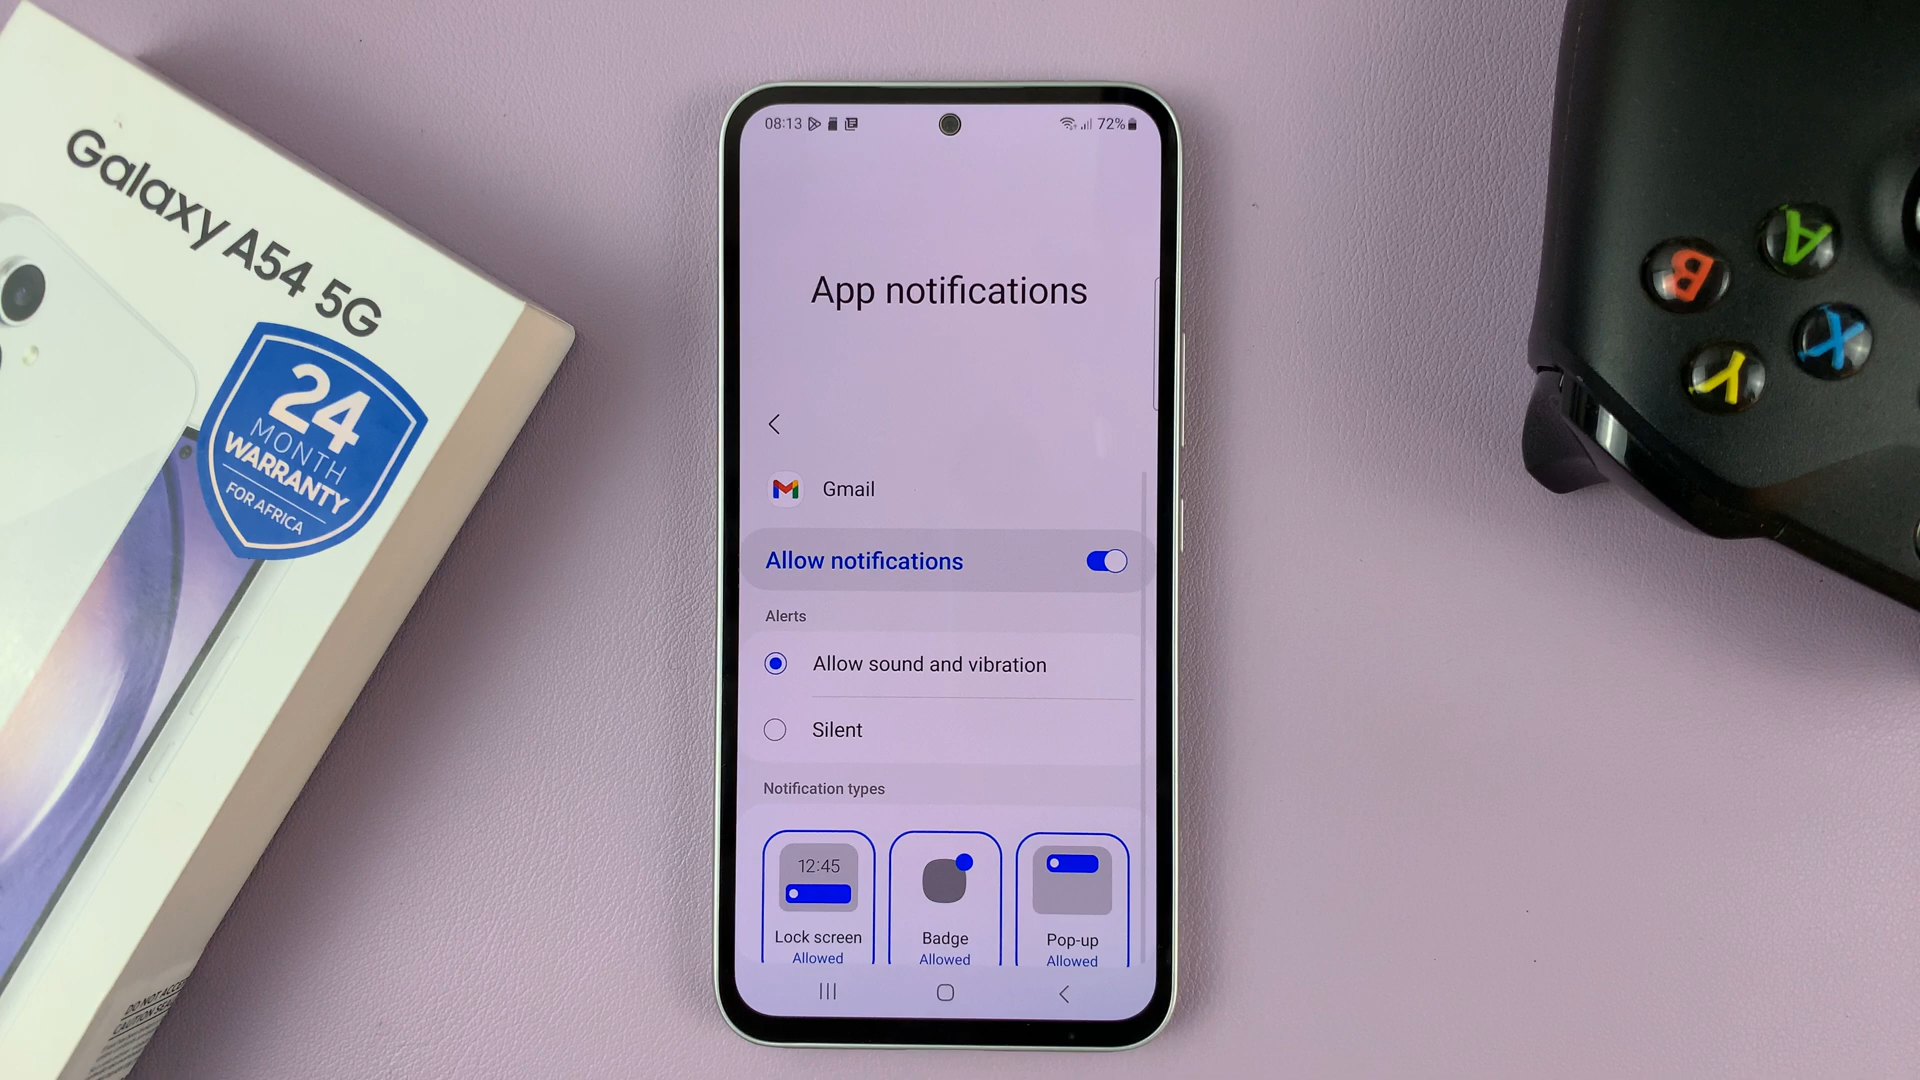 Galaxy A54 5G
24
MONTH
WARRANTY
FOR AFRICA
08:13
72%
App notifications
Gmail
Allow notifications
Alerts
Allow sound and vibration
Silent
Notification types
12:45
Lock screen
Allowed
Badge
Allowed
Pop-up
Allowed
B
A
Y
X